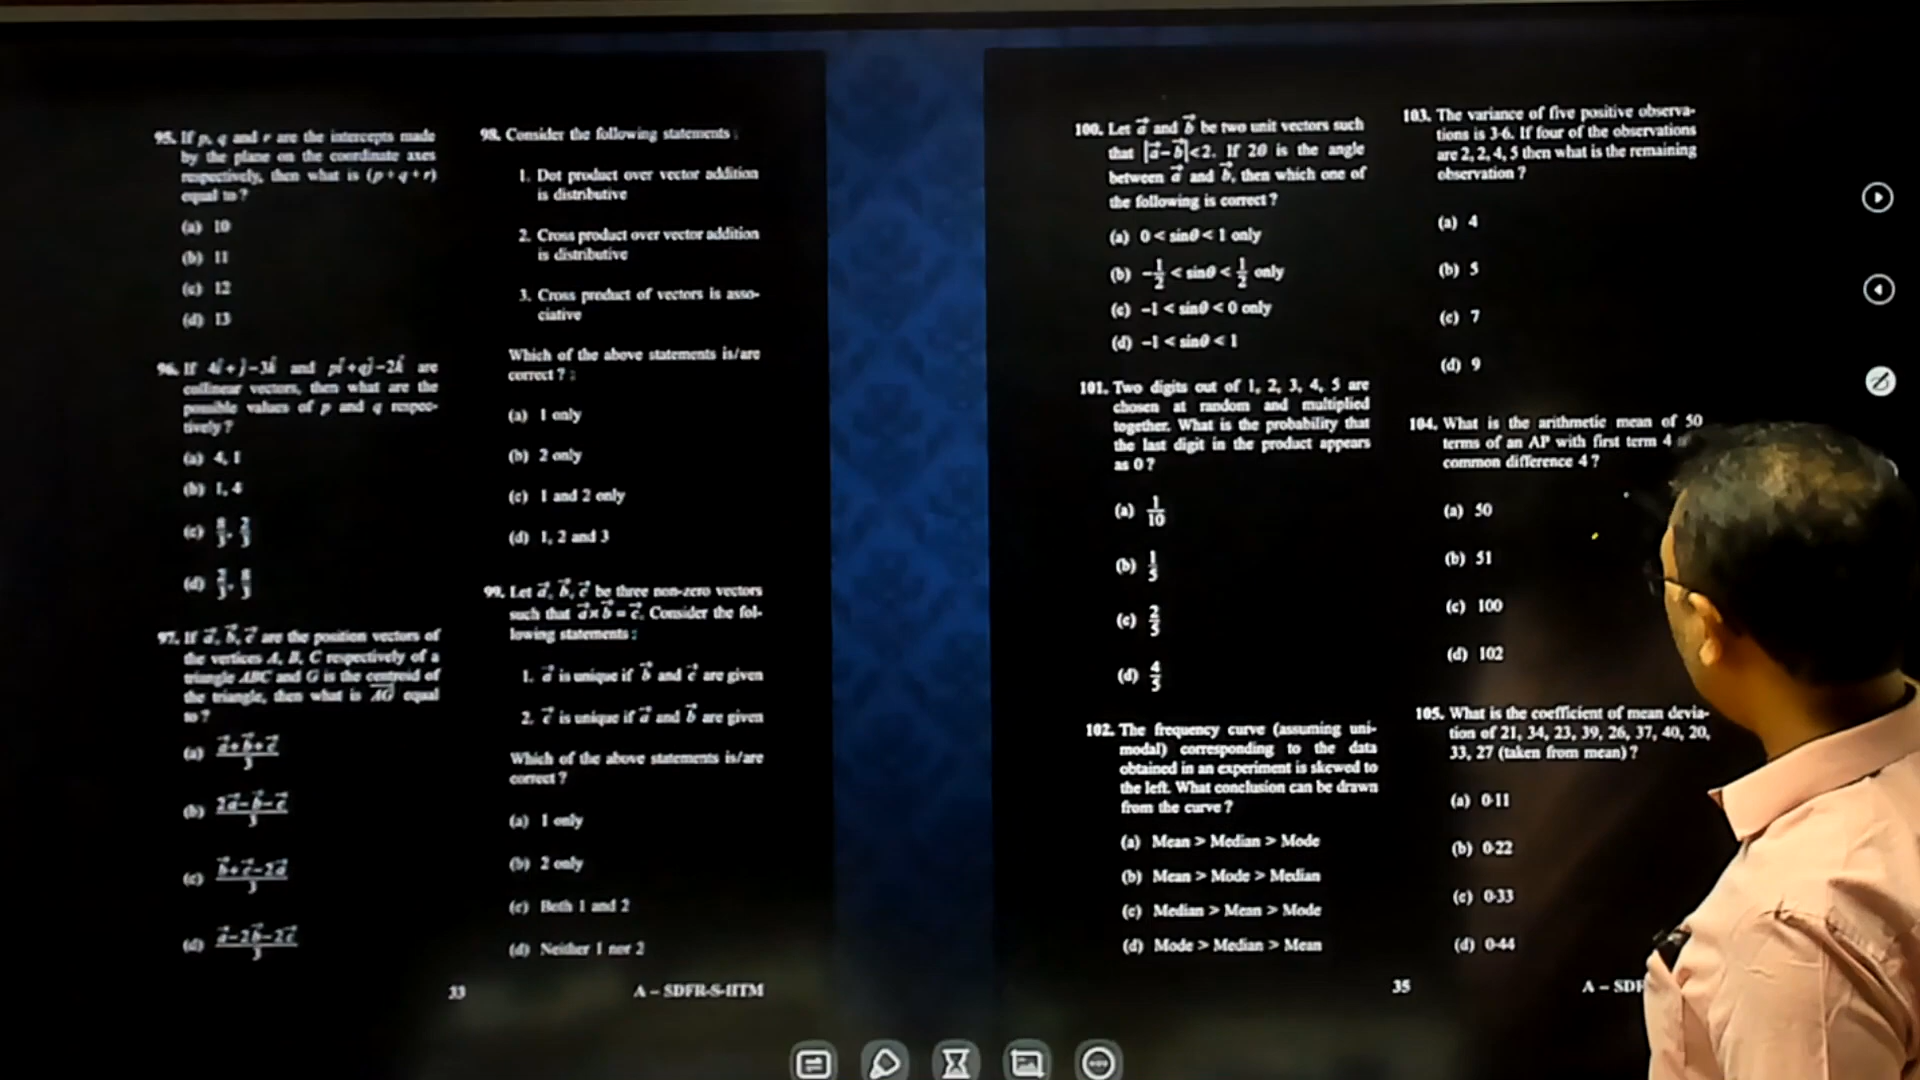 95. If p, q and r are the intercepts made
by the plane on the coordinate axes
respectively, then what is (p+q+r)
equal to ?
(a) 10
(b) 11
(c) 12
(d) 13
96. If 4î+ĵ−3k̂ and pî+qĵ−2k̂ are
collinear vectors, then what are the
possible values of p and q respec-
tively ?
(a) 4, 1
(b) 1, 4
(c) 8/3, 2/3
(d) 2/3, 8/3
97. If a⃗, b⃗, c⃗ are the position vectors of
the vertices A, B, C respectively of a
triangle ABC and G is the centroid of
the triangle, then what is AG equal
to ?
(a) (a⃗+b⃗+c⃗)/3
(b) (2a⃗−b⃗−c⃗)/3
(c) (b⃗+c⃗−2a⃗)/3
(d) (a⃗−2b⃗−2c⃗)/3
33
98. Consider the following statements :
1. Dot product over vector addition
is distributive
2. Cross product over vector addition
is distributive
3. Cross product of vectors is asso-
ciative
Which of the above statements is/are
correct ? :
(a) 1 only
(b) 2 only
(c) 1 and 2 only
(d) 1, 2 and 3
99. Let a⃗, b⃗, c⃗ be three non-zero vectors
such that a⃗×b⃗=c⃗. Consider the fol-
lowing statements :
1. a⃗ is unique if b⃗ and c⃗ are given
2. c⃗ is unique if a⃗ and b⃗ are given
Which of the above statements is/are
correct ?
(a) 1 only
(b) 2 only
(c) Both 1 and 2
(d) Neither 1 nor 2
A – SDFR-S-IITM
100. Let a⃗ and b⃗ be two unit vectors such
that |a⃗−b⃗|<2. If 2θ is the angle
between a⃗ and b⃗, then which one of
the following is correct ?
(a) 0 < sinθ < 1 only
(b) −1/2 < sinθ < 1/2 only
(c) −1 < sinθ < 0 only
(d) −1 < sinθ < 1
101. Two digits out of 1, 2, 3, 4, 5 are
chosen at random and multiplied
together. What is the probability that
the last digit in the product appears
as 0 ?
(a) 1/10
(b) 1/5
(c) 2/5
(d) 4/5
102. The frequency curve (assuming uni-
modal) corresponding to the data
obtained in an experiment is skewed to
the left. What conclusion can be drawn
from the curve ?
(a) Mean > Median > Mode
(b) Mean > Mode > Median
(c) Median > Mean > Mode
(d) Mode > Median > Mean
35
103. The variance of five positive observa-
tions is 3·6. If four of the observations
are 2, 2, 4, 5 then what is the remaining
observation ?
(a) 4
(b) 5
(c) 7
(d) 9
104. What is the arithmetic mean of 50
terms of an AP with first term 4
common difference 4 ?
(a) 50
(b) 51
(c) 100
(d) 102
105. What is the coefficient of mean devia-
tion of 21, 34, 23, 39, 26, 37, 40, 20,
33, 27 (taken from mean) ?
(a) 0·11
(b) 0·22
(c) 0·33
(d) 0·44
A – SDF